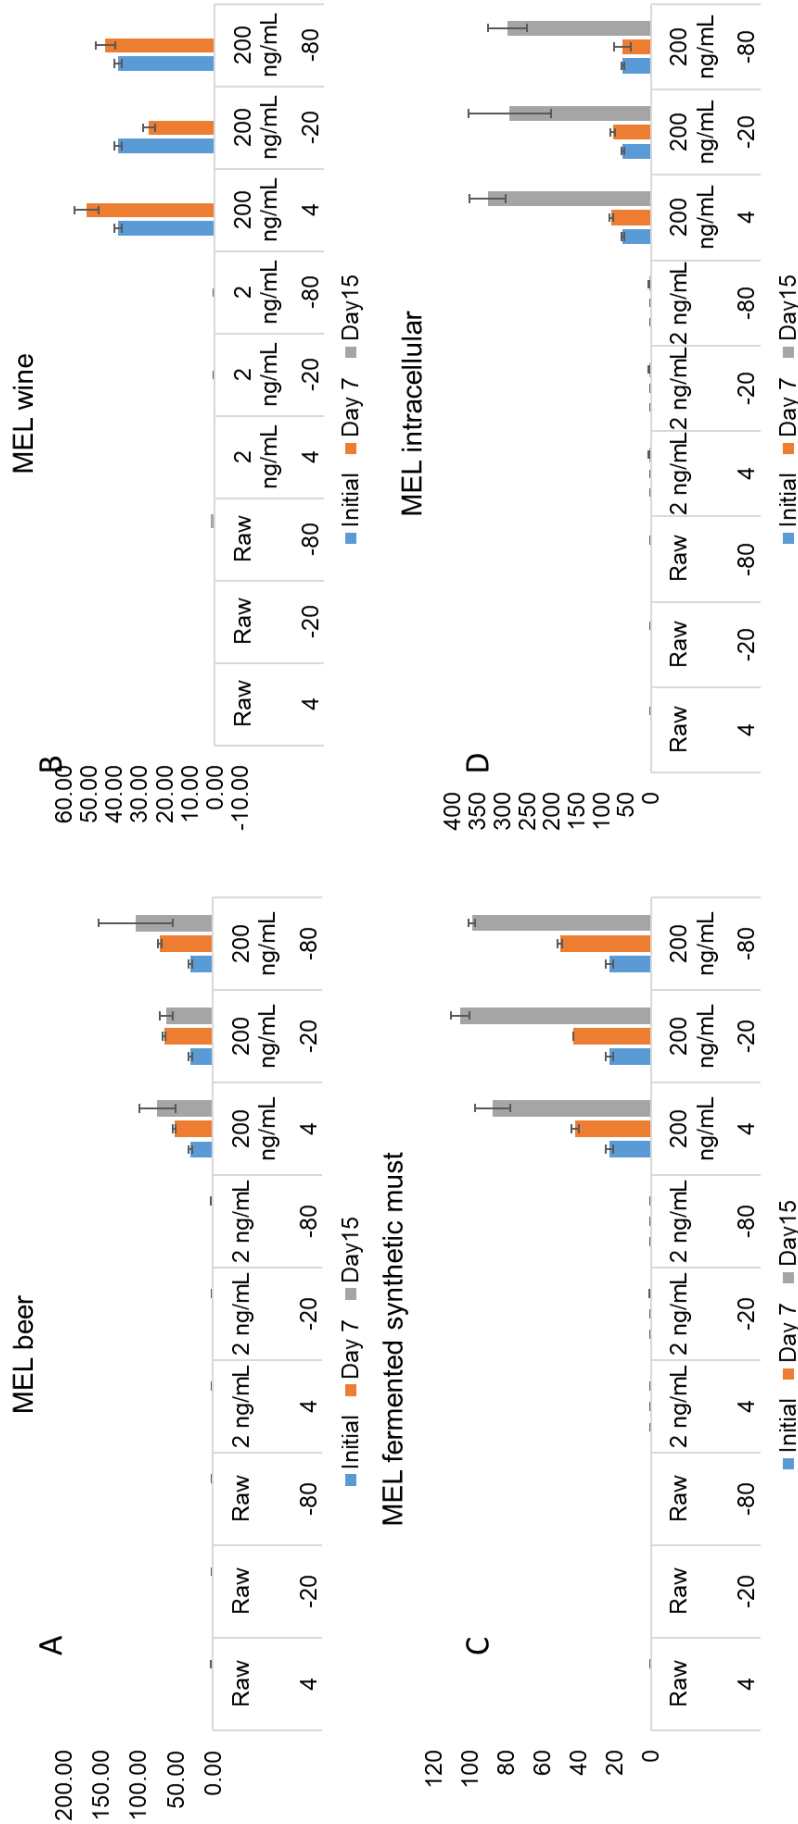 MEL beer
A
200.00
150.00
100.00
50.00
0.00
Raw Raw Raw 2 ng/mL 2 ng/mL 2 ng/mL 200 ng/mL 200 ng/mL 200 ng/mL
4 -20 -80 4 -20 -80 4 -20 -80
Initial Day 7 Day15
MEL wine
B
60.00
50.00
40.00
30.00
20.00
10.00
0.00
-10.00
Raw Raw Raw 2 ng/mL 2 ng/mL 2 ng/mL 200 ng/mL 200 ng/mL 200 ng/mL
4 -20 -80 4 -20 -80 4 -20 -80
Initial Day 7 Day15
MEL fermented synthetic must
C
120
100
80
60
40
20
0
Raw Raw Raw 2 ng/mL 2 ng/mL 2 ng/mL 200 ng/mL 200 ng/mL 200 ng/mL
4 -20 -80 4 -20 -80 4 -20 -80
Initial Day 7 Day15
MEL intracellular
D
400
350
300
250
200
150
100
50
0
Raw Raw Raw 2 ng/mL 2 ng/mL 2 ng/mL 200 ng/mL 200 ng/mL 200 ng/mL
4 -20 -80 4 -20 -80 4 -20 -80
Initial Day 7 Day15